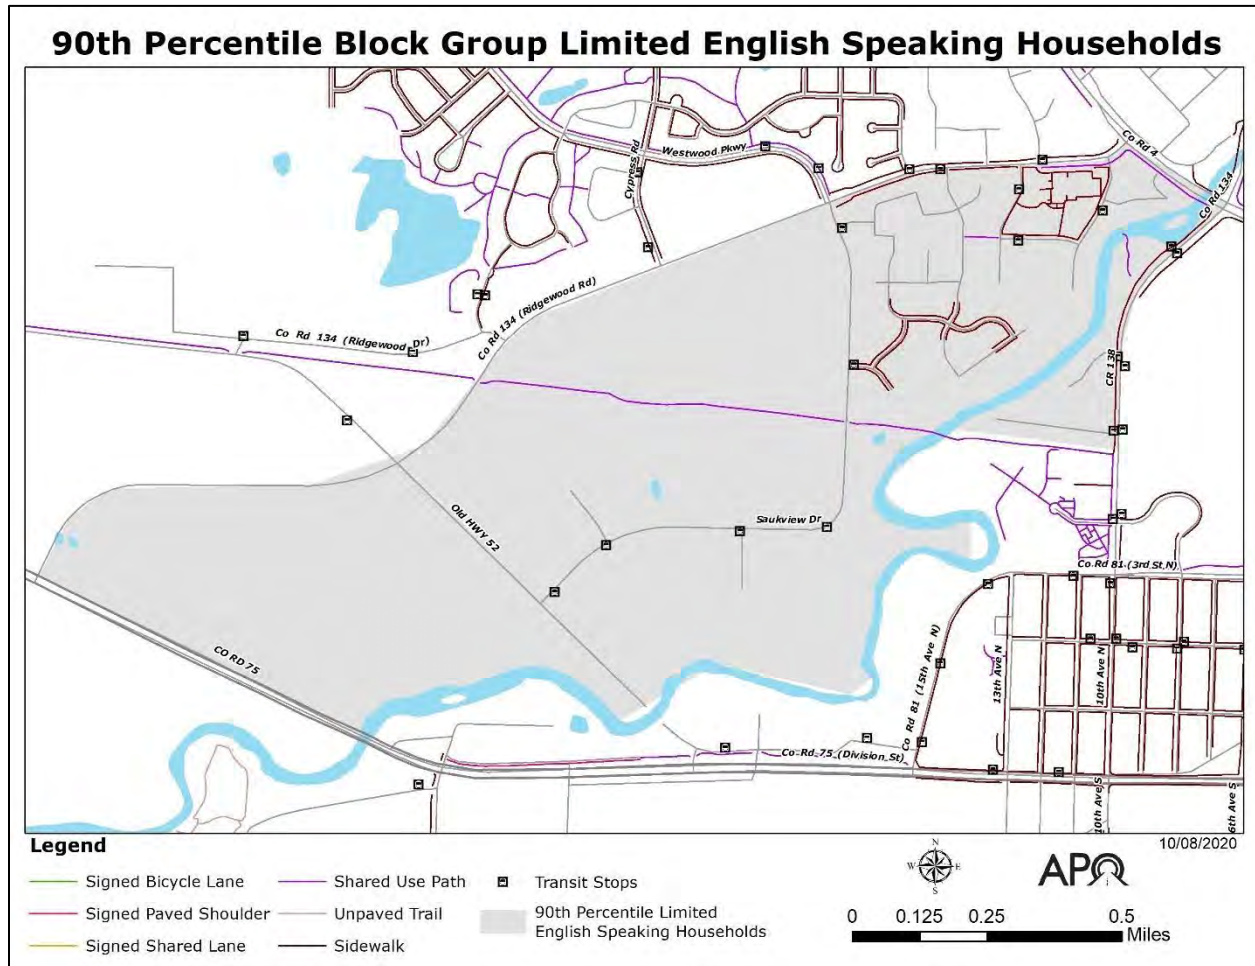 90th Percentile Block Group Limited English Speaking Households
Co Rd 4
Westwood Pkwy
Cypress Rd
Co Rd 134
Co Rd 134 (Ridgewood Rd)
Co Rd 134 (Ridgewood Dr)
CR 138
Old HWY 52
Saukview Dr
Co Rd 81 (3rd St N)
CO RD 75
Co Rd 81 (15th Ave N)
13th Ave N
10th Ave N
Co Rd 75 (Division St)
10th Ave S
6th Ave S
10/08/2020
Legend
Signed Bicycle Lane
Signed Paved Shoulder
Signed Shared Lane
Shared Use Path
Unpaved Trail
Sidewalk
Transit Stops
90th Percentile Limited
English Speaking Households
N
W E
S
APO
0 0.125 0.25 0.5
Miles